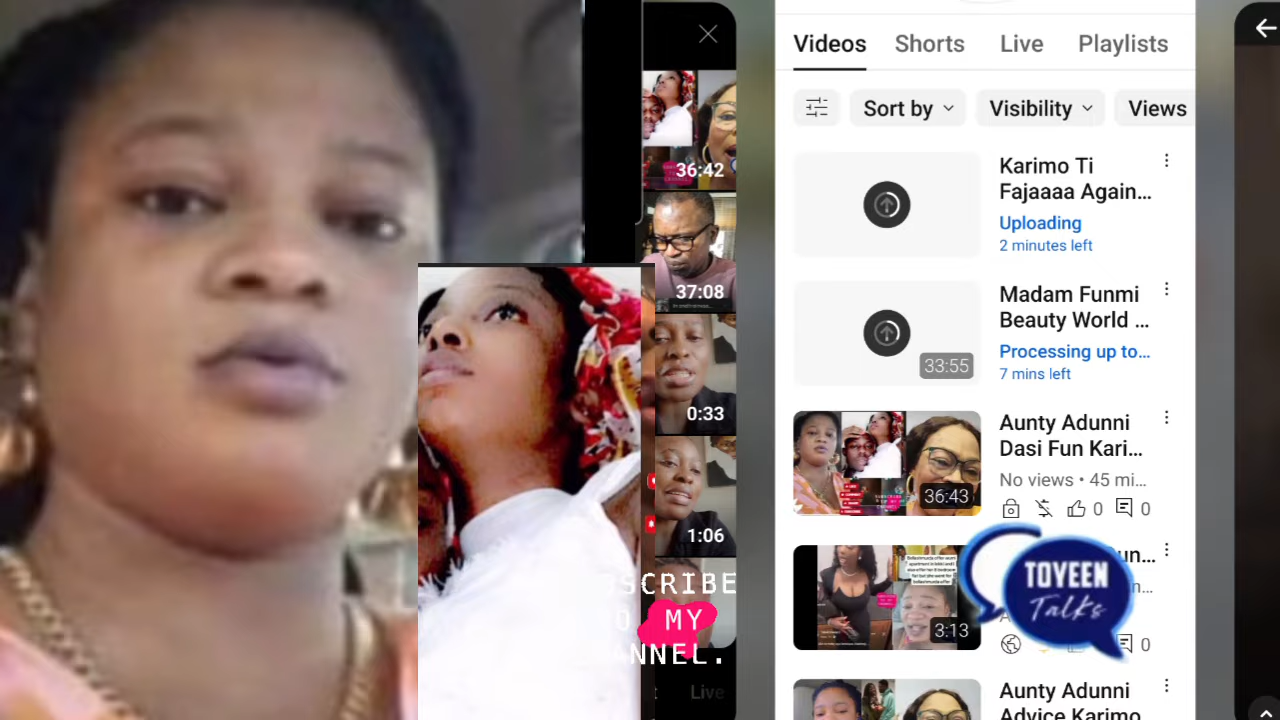 36:42
37:08
0:33
1:06
SCRIBE
O MY
NNEL.
Live
Videos
Shorts
Live
Playlists
Sort by
Visibility
Views
Karimo Ti
Fajaaaa Again...
Uploading
2 minutes left
33:55
Madam Funmi
Beauty World ...
Processing up to...
7 mins left
36:43
Aunty Adunni
Dasi Fun Kari...
No views • 45 mi...
0
0
3:13
un...
n...
0
TOYEEN
Talks
Aunty Adunni
Advice Karimo